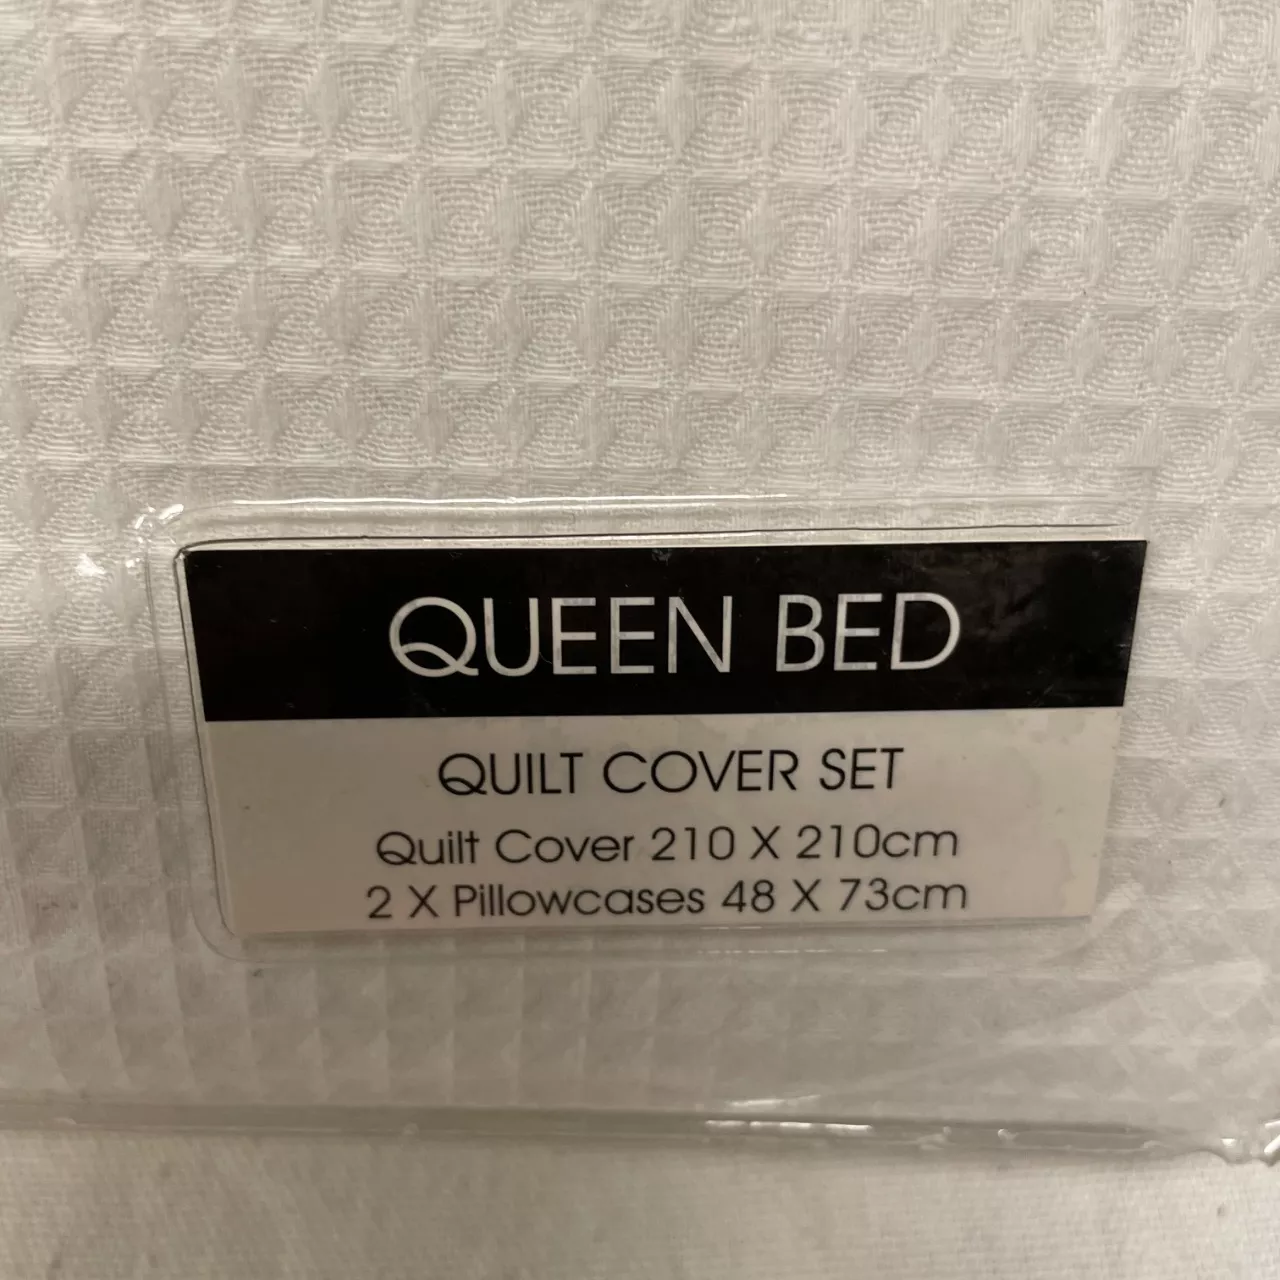 QUEEN BED
QUILT COVER SET
Quilt Cover 210 X 210cm
2 X Pillowcases 48 X 73cm